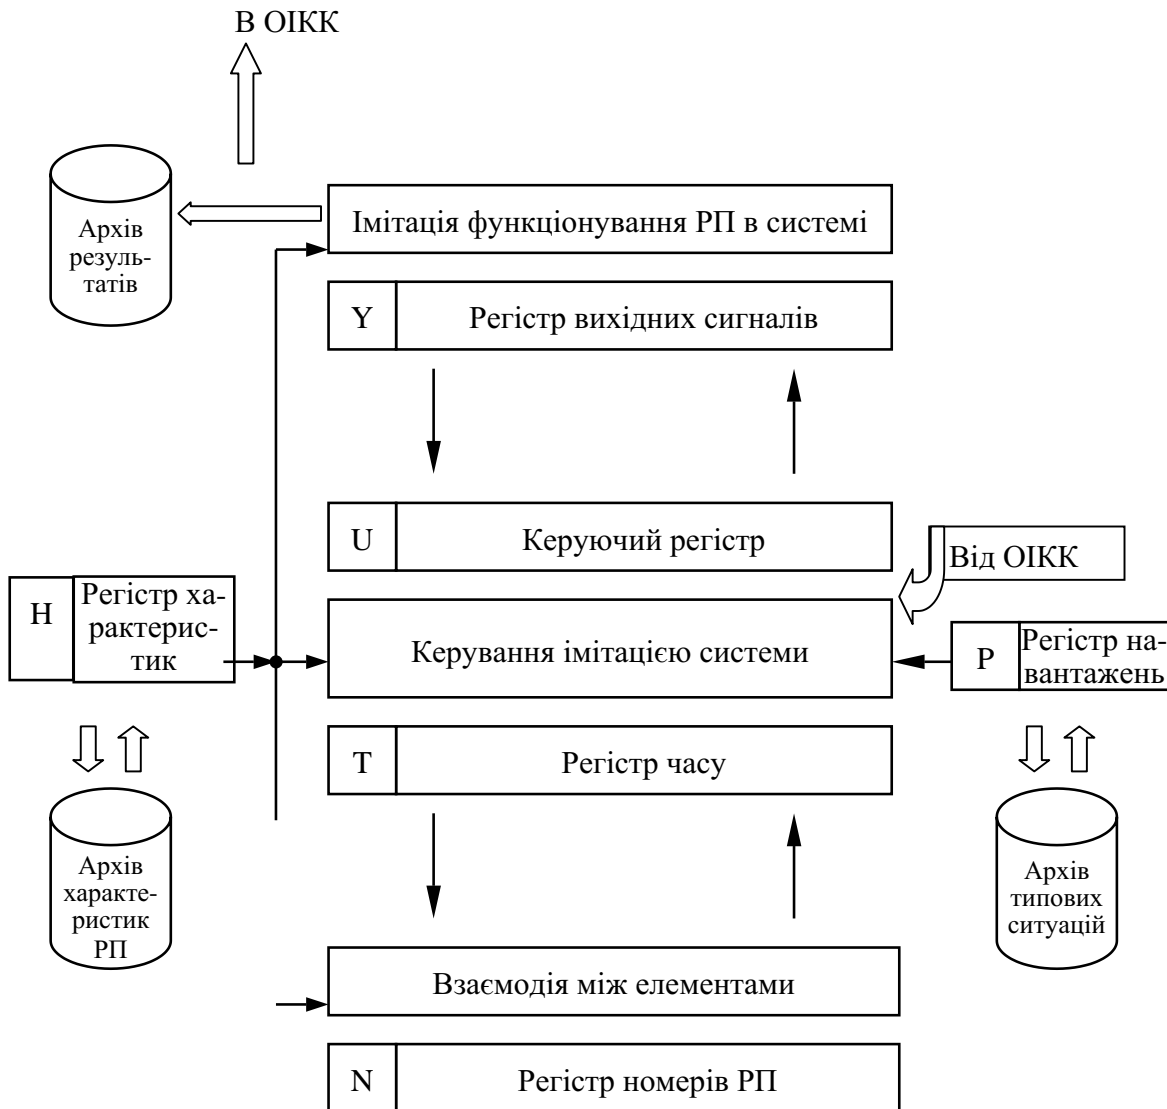 В ОІКК
Імітація функціонування РП в системі
Архів
резуль-
татів
Y
Регістр вихідних сигналів
U
Керуючий регістр
Від ОІКК
H
Регістр ха-
рактерис-
тик
Керування імітацією системи
P
Регістр на-
вантажень
T
Регістр часу
Архів
характе-
ристик
РП
Архів
типових
ситуацій
Взаємодія між елементами
N
Регістр номерів РП